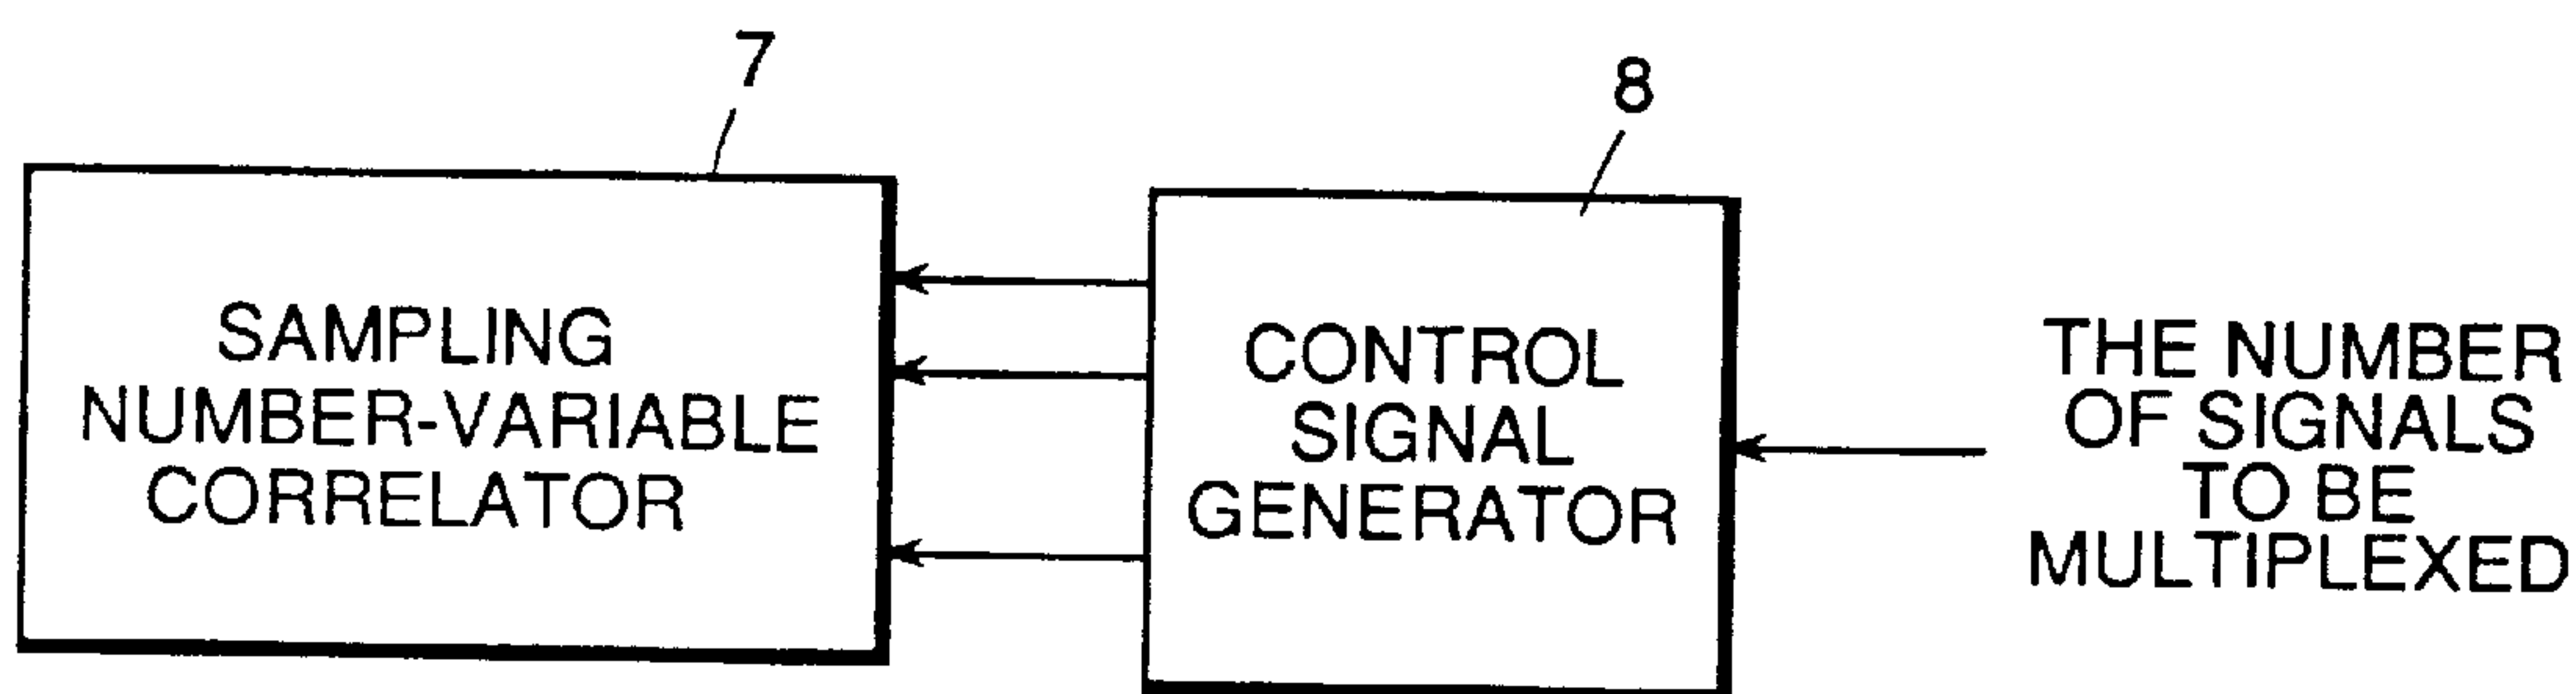 7
8
SAMPLING
NUMBER-VARIABLE
CORRELATOR
CONTROL
SIGNAL
GENERATOR
THE NUMBER
OF SIGNALS
TO BE
MULTIPLEXED